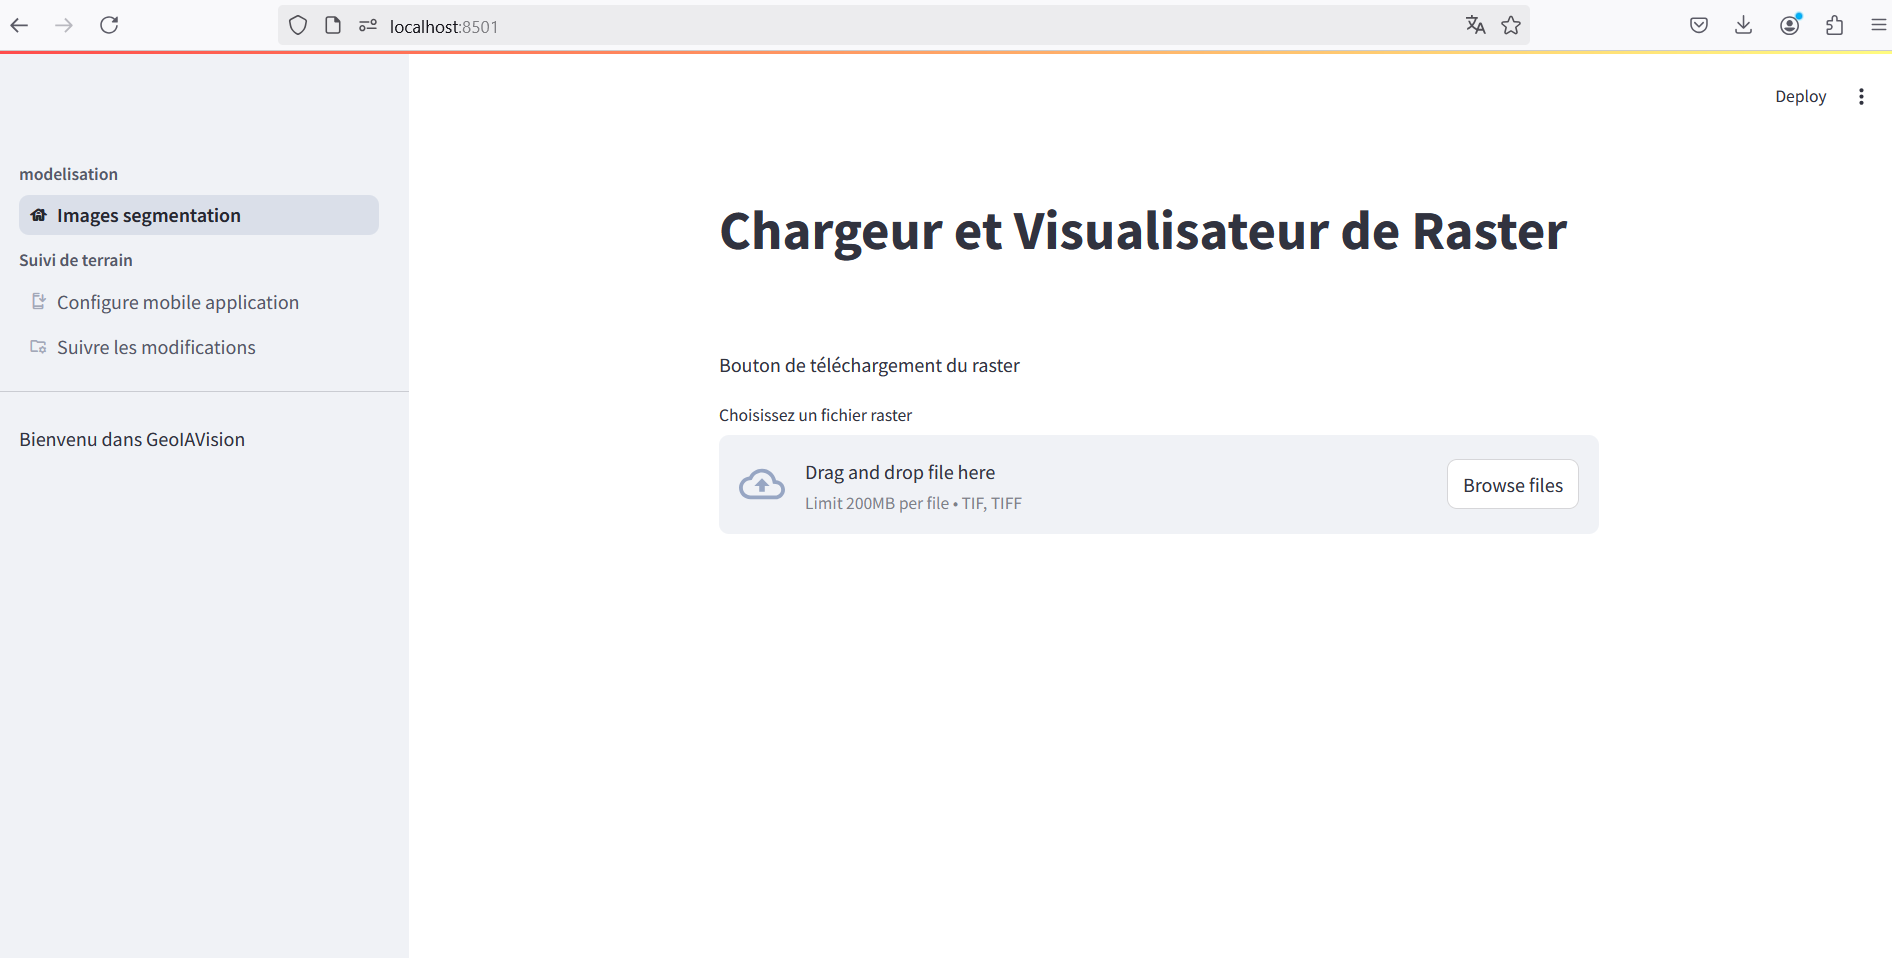 localhost:8501
Deploy
modelisation
Images segmentation
Suivi de terrain
Configure mobile application
Suivre les modifications
Bienvenu dans GeoIAVision
Chargeur et Visualisateur de Raster
Bouton de téléchargement du raster
Choisissez un fichier raster
Drag and drop file here
Limit 200MB per file • TIF, TIFF
Browse files